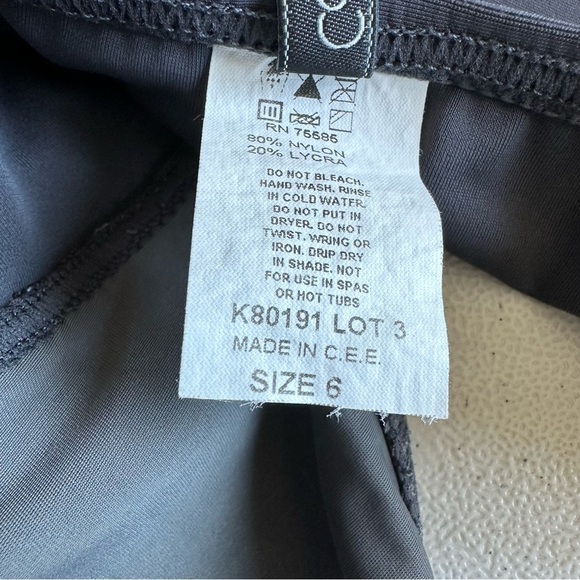 RN 76686
80% NYLON
20% LYCRA
DO NOT BLEACH.
HAND WASH. RINSE
IN COLD WATER.
DO NOT PUT IN
DRYER. DO NOT
TWIST. WRING OR
IRON. DRIP DRY
IN SHADE. NOT
FOR USE IN SPAS
OR HOT TUBS
K80191 LOT 3
MADE IN C.E.E.
SIZE 6